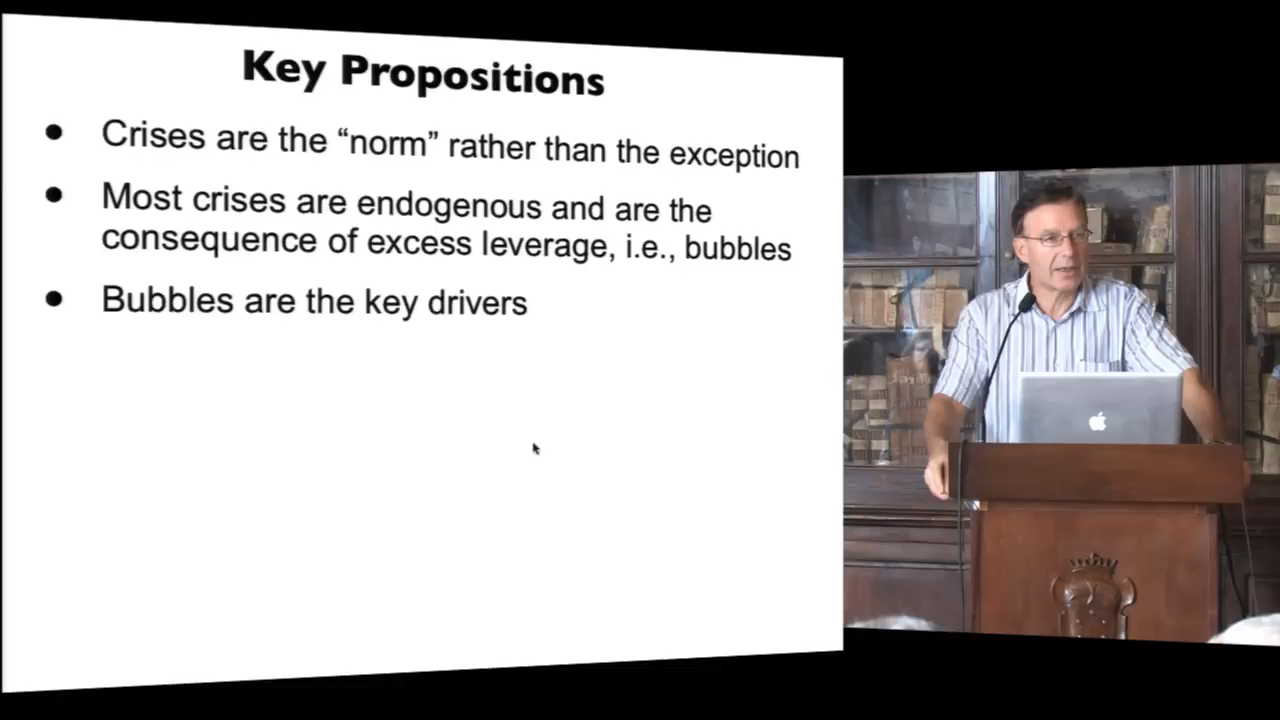 Key Propositions
● Crises are the “norm” rather than the exception
● Most crises are endogenous and are the
consequence of excess leverage, i.e., bubbles
● Bubbles are the key drivers